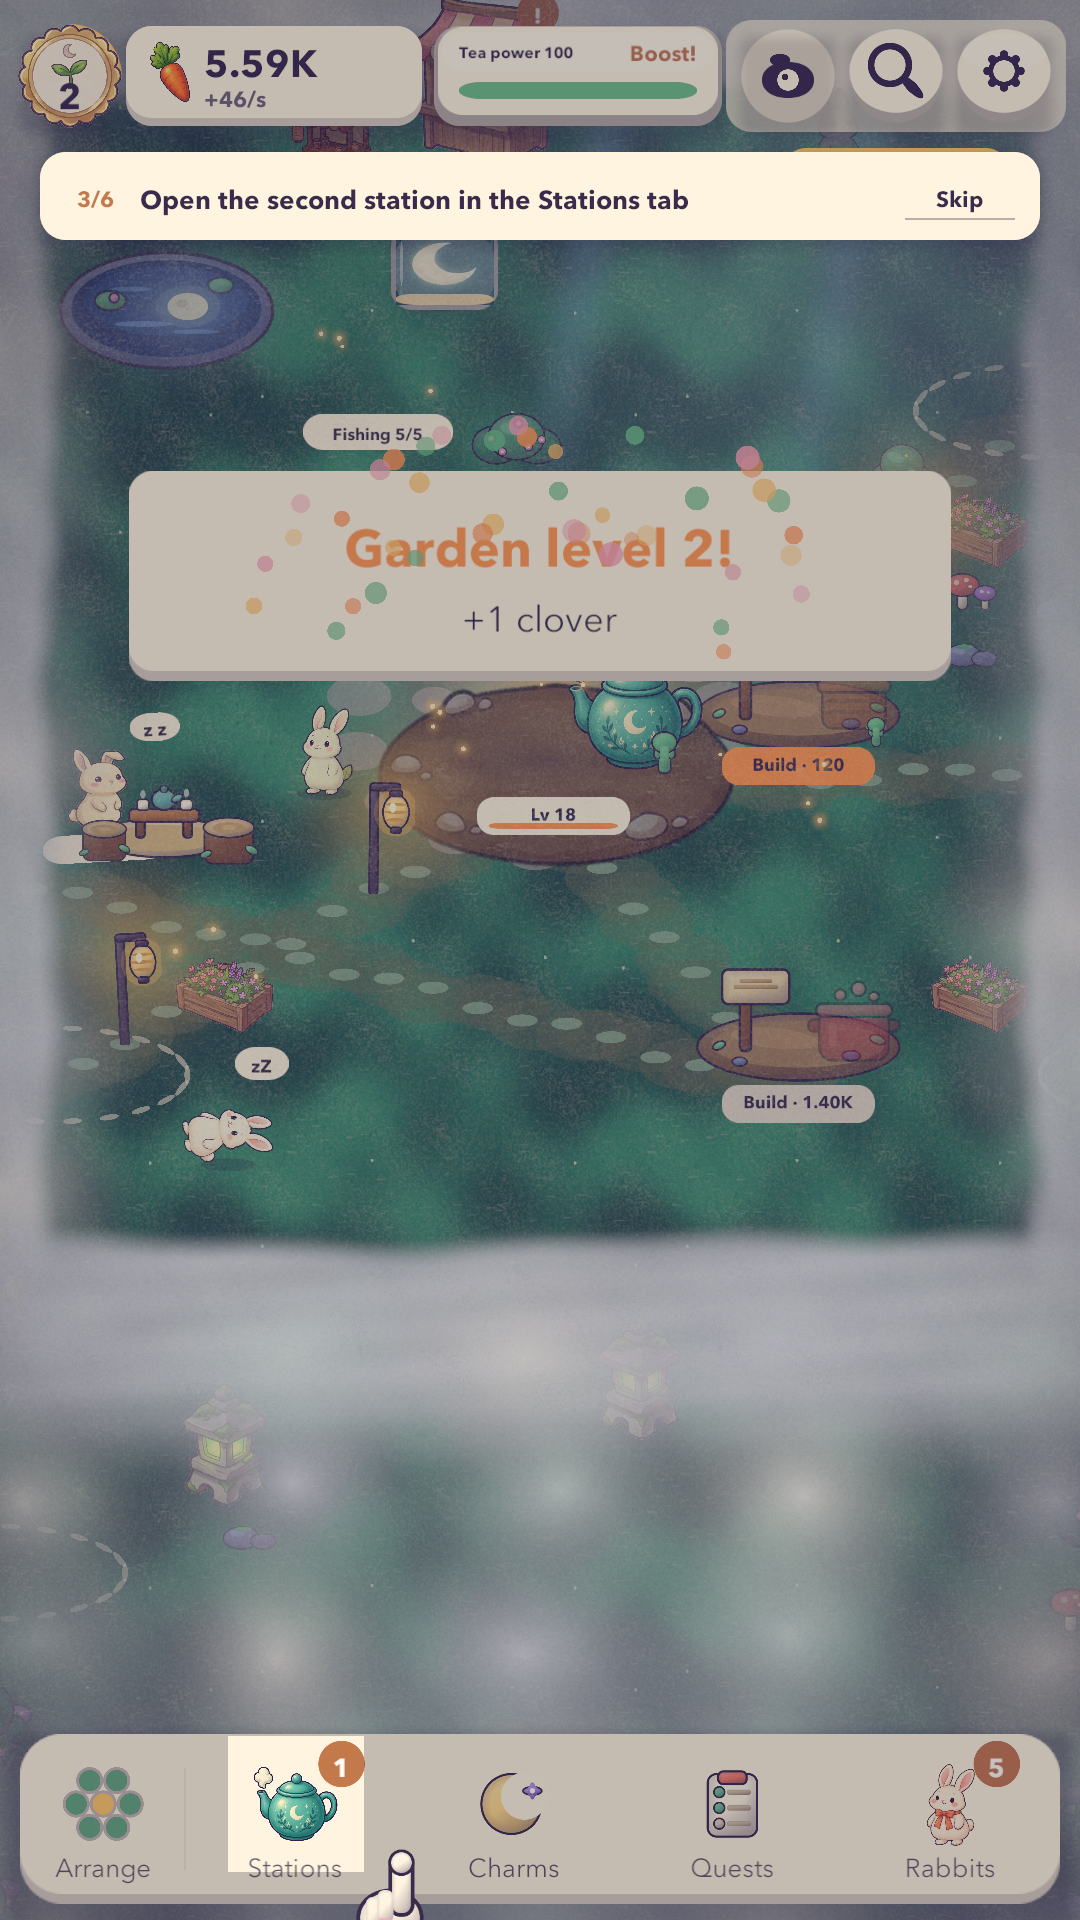 !
2
5.59K
+46/s
Tea power 100
Boost!
3/6 Open the second station in the Stations tab Skip
Fishing 5/5
Garden level 2!
+1 clover
z z
Build · 120
Lv 18
zZ
Build · 1.40K
1
5
Arrange
Stations
Charms
Quests
Rabbits